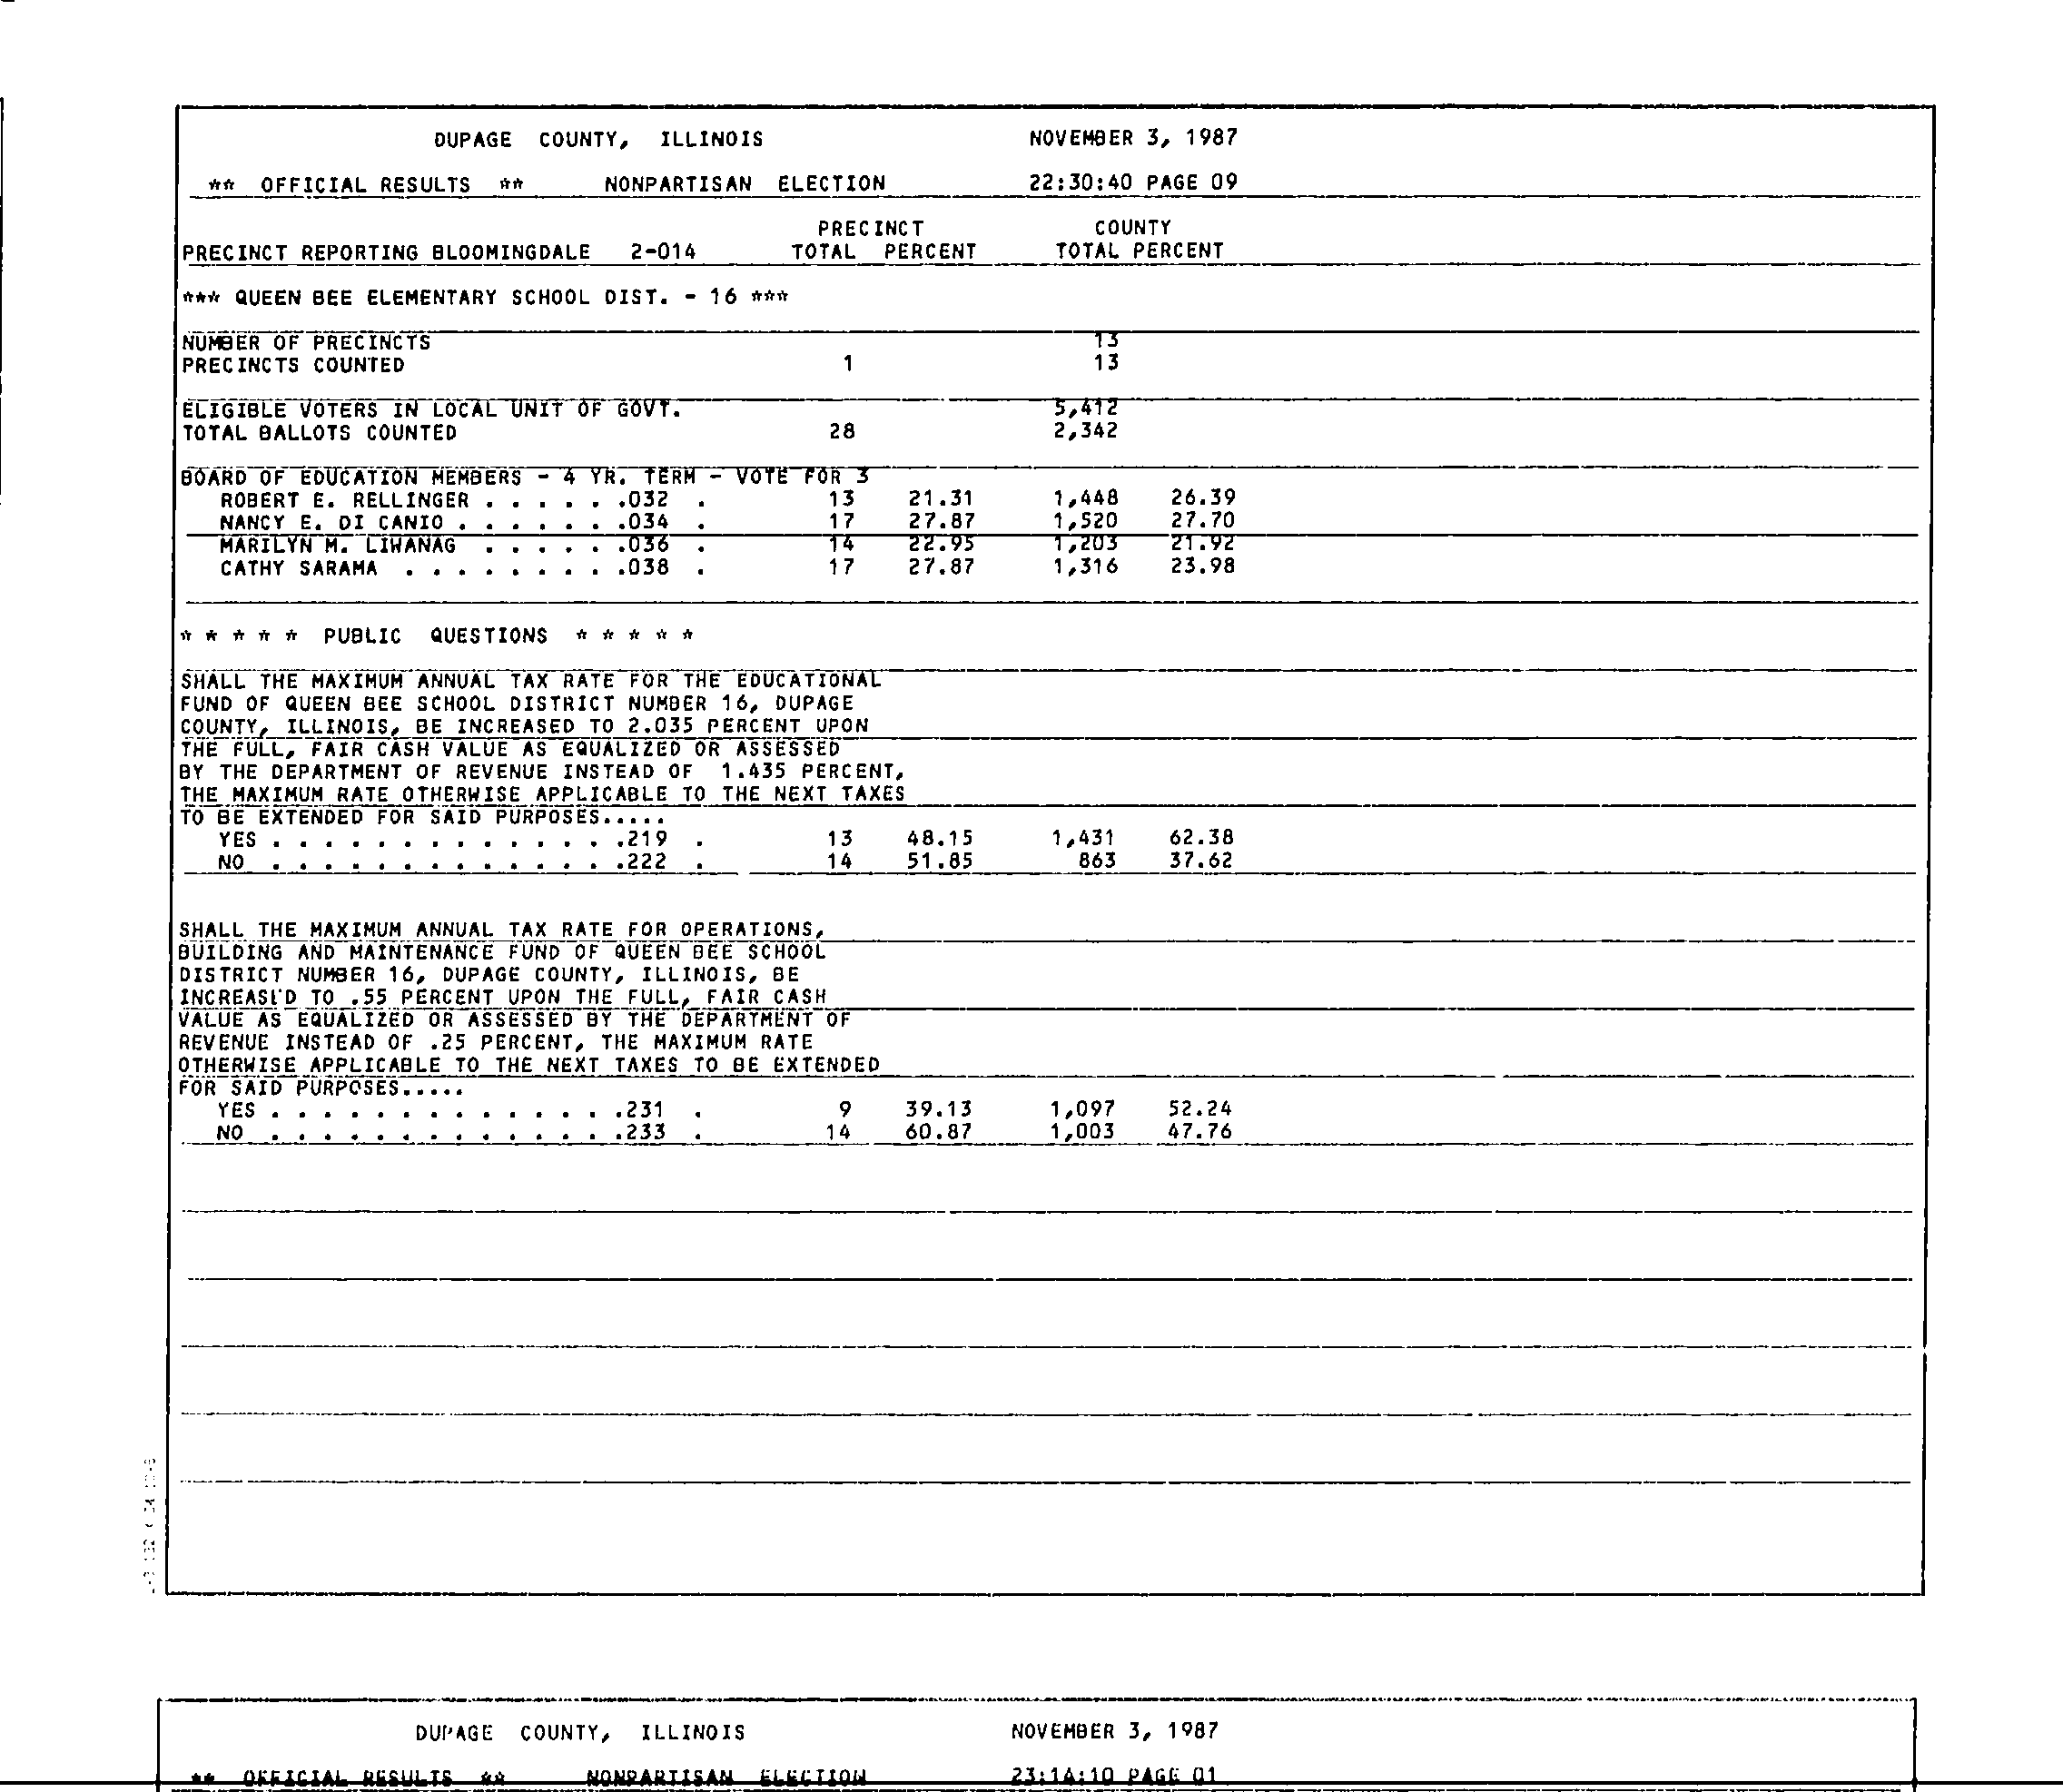 DUPAGE COUNTY, ILLINOIS NOVEMBER 3, 1987
** OFFICIAL RESULTS ** NONPARTISAN ELECTION 22:30:40 PAGE 09
PRECINCT COUNTY
PRECINCT REPORTING BLOOMINGDALE 2-014 TOTAL PERCENT TOTAL PERCENT
*** QUEEN BEE ELEMENTARY SCHOOL DIST. - 16 ***
NUMBER OF PRECINCTS 13
PRECINCTS COUNTED 1 13
ELIGIBLE VOTERS IN LOCAL UNIT OF GOVT. 5,412
TOTAL BALLOTS COUNTED 28 2,342
BOARD OF EDUCATION MEMBERS - 4 YR. TERM - VOTE FOR 3
ROBERT E. RELLINGER . . . . . .032 . 13 21.31 1,448 26.39
NANCY E. DI CANIO . . . . . . .034 . 17 27.87 1,520 27.70
MARILYN M. LIWANAG . . . . . .036 . 14 22.95 1,203 21.92
CATHY SARAMA . . . . . . . . .038 . 17 27.87 1,316 23.98
* * * * * PUBLIC QUESTIONS * * * * *
SHALL THE MAXIMUM ANNUAL TAX RATE FOR THE EDUCATIONAL
FUND OF QUEEN BEE SCHOOL DISTRICT NUMBER 16, DUPAGE
COUNTY, ILLINOIS, BE INCREASED TO 2.035 PERCENT UPON
THE FULL, FAIR CASH VALUE AS EQUALIZED OR ASSESSED
BY THE DEPARTMENT OF REVENUE INSTEAD OF 1.435 PERCENT,
THE MAXIMUM RATE OTHERWISE APPLICABLE TO THE NEXT TAXES
TO BE EXTENDED FOR SAID PURPOSES.....
YES . . . . . . . . . . . . . .219 . 13 48.15 1,431 62.38
NO . . . . . . . . . . . . . .222 . 14 51.85 863 37.62
SHALL THE MAXIMUM ANNUAL TAX RATE FOR OPERATIONS,
BUILDING AND MAINTENANCE FUND OF QUEEN BEE SCHOOL
DISTRICT NUMBER 16, DUPAGE COUNTY, ILLINOIS, BE
INCREASED TO .55 PERCENT UPON THE FULL, FAIR CASH
VALUE AS EQUALIZED OR ASSESSED BY THE DEPARTMENT OF
REVENUE INSTEAD OF .25 PERCENT, THE MAXIMUM RATE
OTHERWISE APPLICABLE TO THE NEXT TAXES TO BE EXTENDED
FOR SAID PURPOSES.....
YES . . . . . . . . . . . . . .231 . 9 39.13 1,097 52.24
NO . . . . . . . . . . . . . .233 . 14 60.87 1,003 47.76
DUPAGE COUNTY, ILLINOIS NOVEMBER 3, 1987
** OFFICIAL RESULTS ** NONPARTISAN ELECTION 23:14:10 PAGE 01